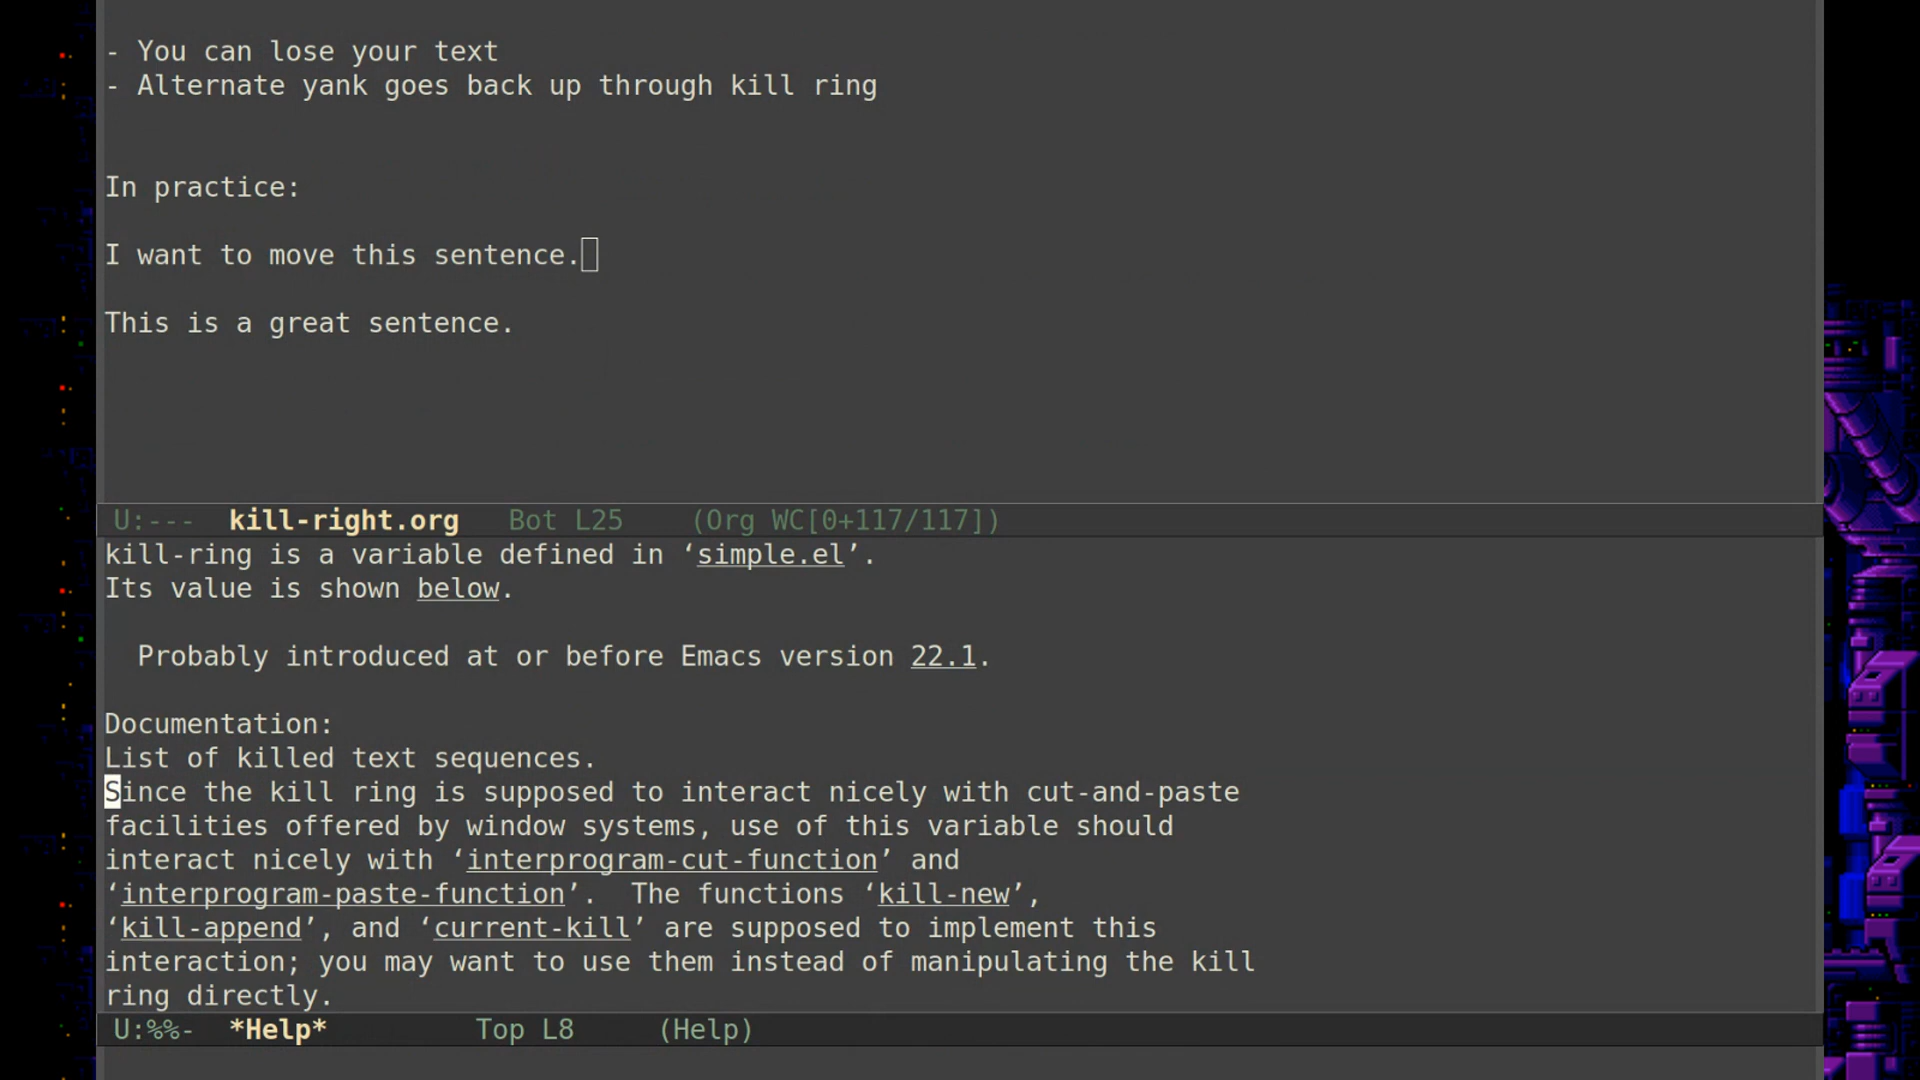 - You can lose your text
- Alternate yank goes back up through kill ring
In practice:
I want to move this sentence.
This is a great sentence.
U:---  kill-right.org   Bot L25    (Org WC[0+117/117])
kill-ring is a variable defined in ‘simple.el’.
Its value is shown below.
  Probably introduced at or before Emacs version 22.1.
Documentation:
List of killed text sequences.
Since the kill ring is supposed to interact nicely with cut-and-paste
facilities offered by window systems, use of this variable should
interact nicely with ‘interprogram-cut-function’ and
‘interprogram-paste-function’.  The functions ‘kill-new’,
‘kill-append’, and ‘current-kill’ are supposed to implement this
interaction; you may want to use them instead of manipulating the kill
ring directly.
U:%%-  *Help*         Top L8     (Help)